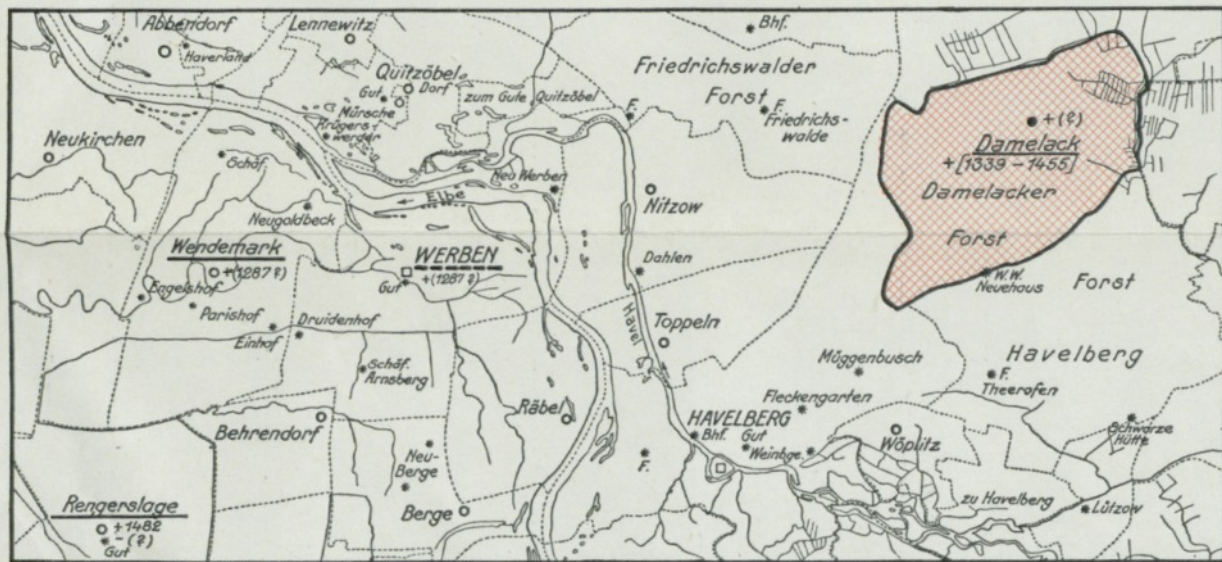 Abbendorf
Haverland
Lennewitz
Quitzöbel
Gut Dorf
Mürsche
Krügers-
werder
zum Gute Quitzöbel
Bhf.
Friedrichswalder
Forst
F.
F.
Friedrichs-
walde
+(?)
Damelack
+[1339-1455]
Damelacker
Forst
W.W.
Neuehaus
Forst
Neukirchen
Schäf.
Neugoldbeck
Elbe
Neu Werben
Nitzow
Wendemark
+(1287?)
WERBEN
+(1287?)
Gut
Dahlen
Havel
Engelshof
Parishof
Einhof
Druidenhof
Toppeln
Schäf.
Arnsberg
Müggenbusch
Havelberg
F.
Theerofen
Fleckengarten
Räbel
Behrendorf
HAVELBERG
Bhf.
Gut
Weinbge.
Wöplitz
Schwarze
Hütte
Neu-
Berge
F.
Berge
zu Havelberg
Lützow
Rengerslage
+1482
-(?)
Gut